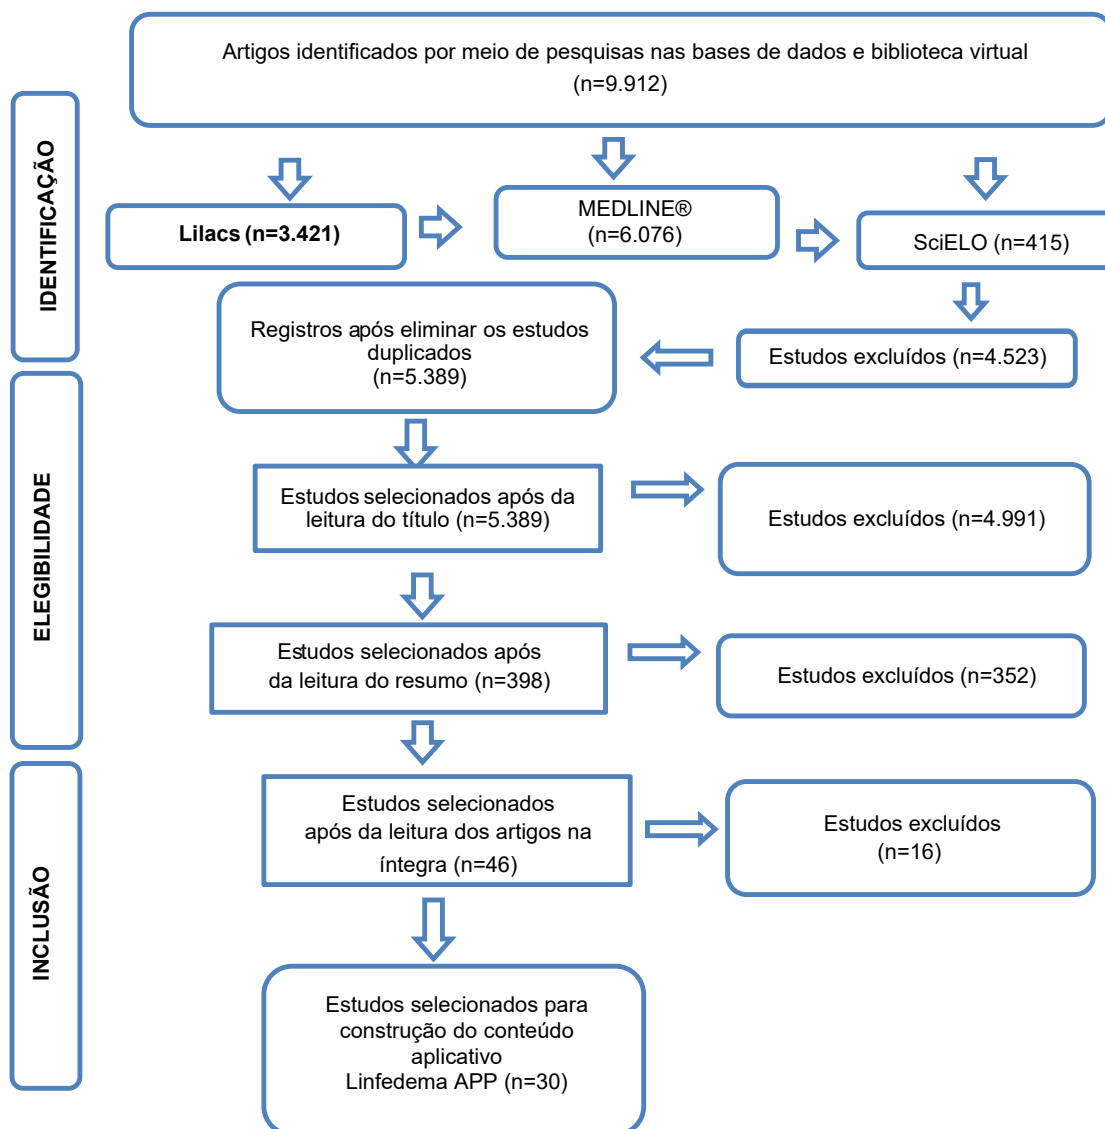 Artigos identificados por meio de pesquisas nas bases de dados e biblioteca virtual
(n=9.912)
IDENTIFICAÇÃO
Lilacs (n=3.421)
MEDLINE®
(n=6.076)
SciELO (n=415)
Registros após eliminar os estudos
duplicados
(n=5.389)
Estudos excluídos (n=4.523)
ELEGIBILIDADE
Estudos selecionados após da
leitura do título (n=5.389)
Estudos excluídos (n=4.991)
Estudos selecionados após
da leitura do resumo (n=398)
Estudos excluídos (n=352)
INCLUSÃO
Estudos selecionados
após da leitura dos artigos na
íntegra (n=46)
Estudos excluídos
(n=16)
Estudos selecionados para
construção do conteúdo
aplicativo
Linfedema APP (n=30)